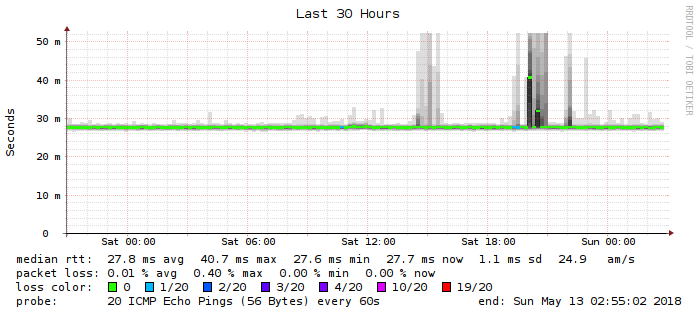 Last 30 Hours
RRDTOOL / TOBI OETIKER
Seconds
50 m
40 m
30 m
20 m
10 m
0
Sat 00:00 Sat 06:00 Sat 12:00 Sat 18:00 Sun 00:00
median rtt: 27.8 ms avg 40.7 ms max 27.6 ms min 27.7 ms now 1.1 ms sd 24.9 am/s
packet loss: 0.01 % avg 0.40 % max 0.00 % min 0.00 % now
loss color: 0 1/20 2/20 3/20 4/20 10/20 19/20
probe: 20 ICMP Echo Pings (56 Bytes) every 60s end: Sun May 13 02:55:02 2018